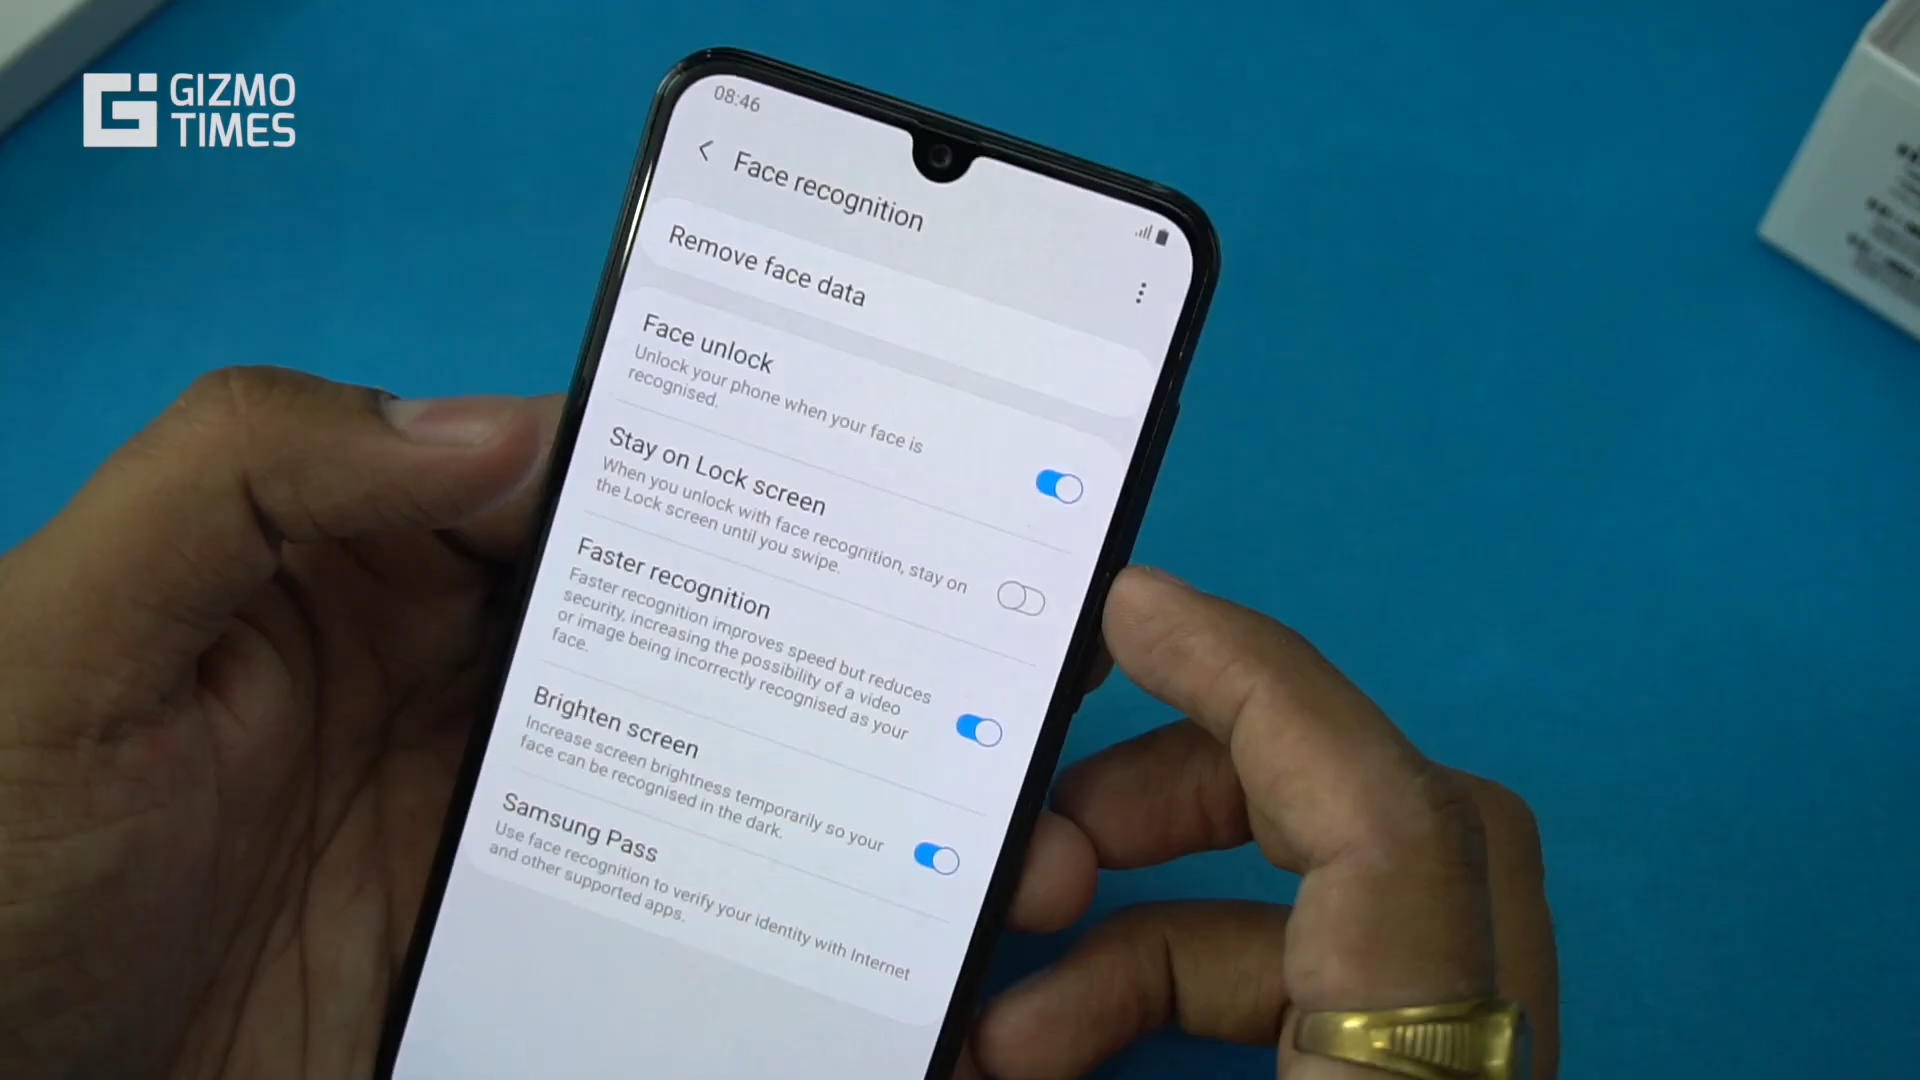 GIZMO
TIMES
08:46
Face recognition
Remove face data
Face unlock
Unlock your phone when your face is
recognised.
Stay on Lock screen
When you unlock with face recognition, stay on
the Lock screen until you swipe.
Faster recognition
Faster recognition improves speed but reduces
security, increasing the possibility of a video
or image being incorrectly recognised as your
face.
Brighten screen
Increase screen brightness temporarily so your
face can be recognised in the dark.
Samsung Pass
Use face recognition to verify your identity with Internet
and other supported apps.